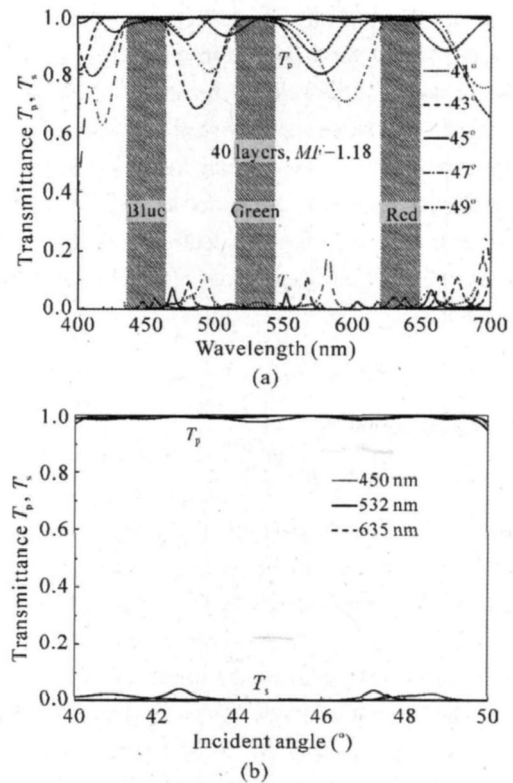 1.0
0.8
0.6
0.4
0.2
0.0
Transmittance Tp, Ts
Tp
41°
43°
45°
47°
49°
40 layers, MF=1.18
Blue
Green
Red
Ts
400
450
500
550
600
650
700
Wavelength (nm)
(a)
1.0
0.8
0.6
0.4
0.2
0.0
Transmittance Tp, Ts
Tp
450 nm
532 nm
635 nm
Ts
40
42
44
46
48
50
Incident angle (°)
(b)